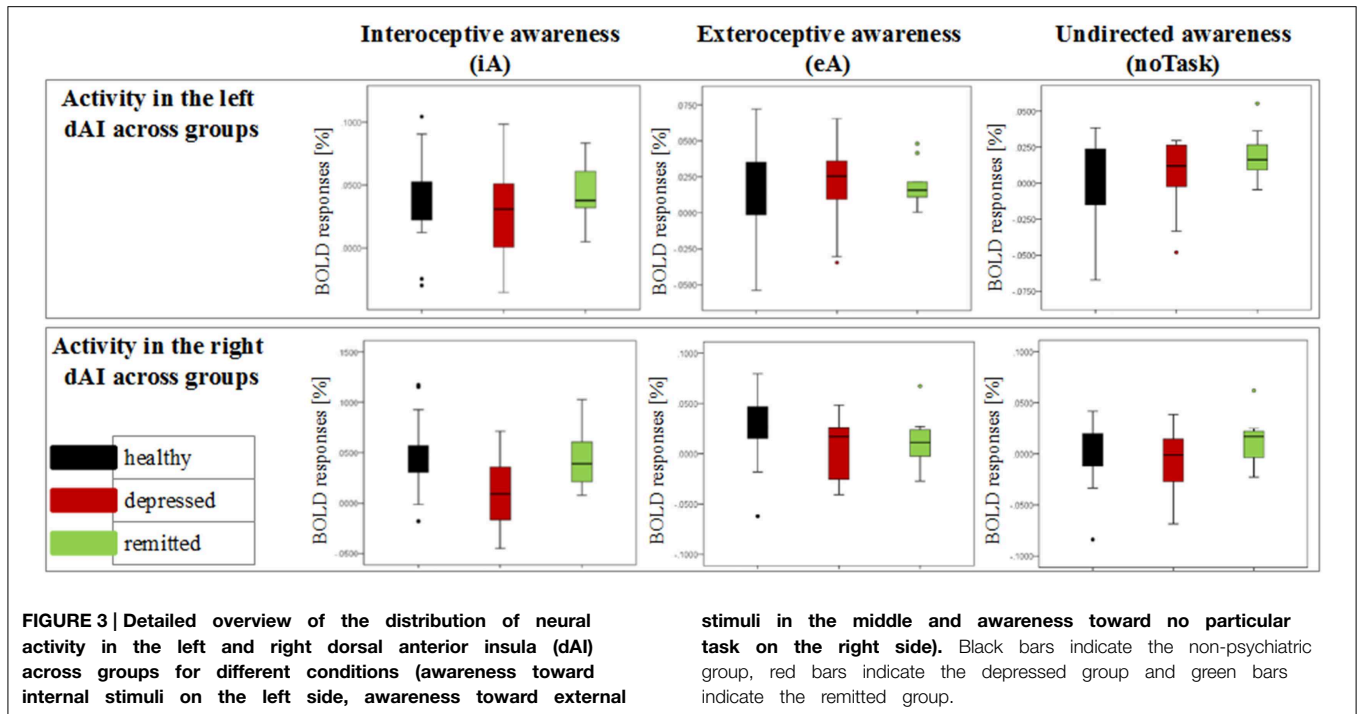 Interoceptive awareness
(iA)
Exteroceptive awareness
(eA)
Undirected awareness
(noTask)
Activity in the left
dAI across groups
BOLD responses [%]
.1000
.0500
.0000
BOLD responses [%]
.0750
.0500
.0250
.0000
-.0250
-.0500
BOLD responses [%]
.0500
.0250
.0000
-.0250
-.0500
-.0750
Activity in the right
dAI across groups
healthy
depressed
remitted
BOLD responses [%]
.1500
.1000
.0500
.0000
-.0500
BOLD responses [%]
.1000
.0500
.0000
-.0500
-.1000
BOLD responses [%]
.1000
.0500
.0000
-.0500
-.1000
FIGURE 3 | Detailed overview of the distribution of neural
activity in the left and right dorsal anterior insula (dAI)
across groups for different conditions (awareness toward
internal stimuli on the left side, awareness toward external
stimuli in the middle and awareness toward no particular
task on the right side). Black bars indicate the non-psychiatric
group, red bars indicate the depressed group and green bars
indicate the remitted group.